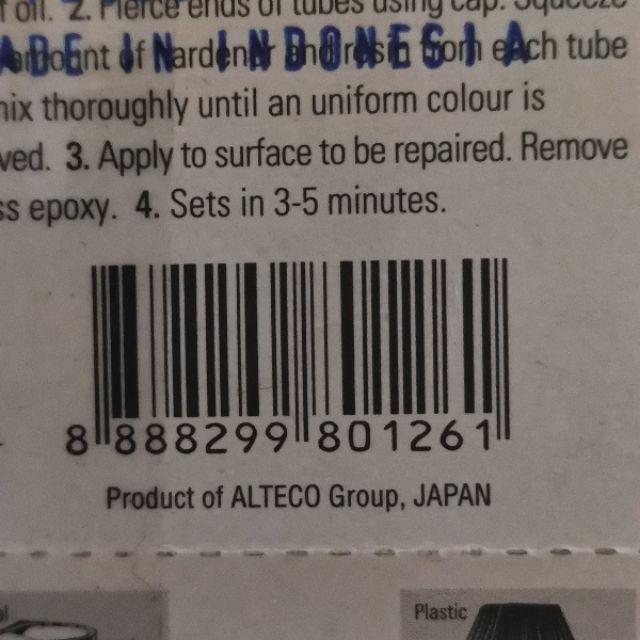 of oil. 2. Pierce ends of tubes using cap. Squeeze
MADE IN INDONESIA
amount of hardener and resin from each tube
mix thoroughly until an uniform colour is
ved. 3. Apply to surface to be repaired. Remove
ss epoxy. 4. Sets in 3-5 minutes.
8 888299 801261
Product of ALTECO Group, JAPAN
Plastic